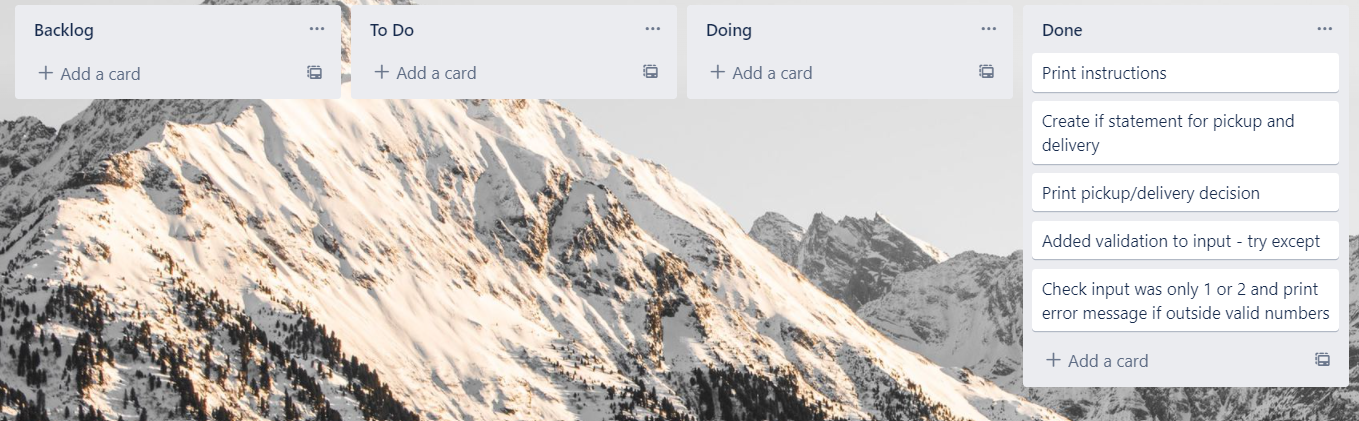 Backlog
Add a card
To Do
Add a card
Doing
Add a card
Done
Print instructions
Create if statement for pickup and
delivery
Print pickup/delivery decision
Added validation to input - try except
Check input was only 1 or 2 and print
error message if outside valid numbers
Add a card